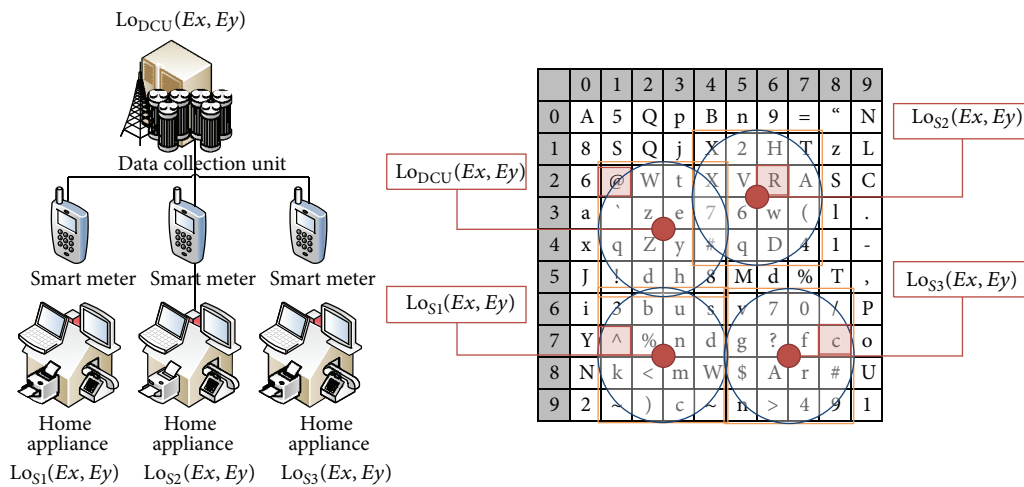 Lo_DCU(Ex, Ey)
Data collection unit
Smart meter Smart meter Smart meter
Home appliance
Home appliance
Home appliance
Lo_S1(Ex, Ey) Lo_S2(Ex, Ey) Lo_S3(Ex, Ey)
Lo_DCU(Ex, Ey)
Lo_S1(Ex, Ey)
0 1 2 3 4 5 6 7 8 9
0 A 5 Q p B n 9 = “ N
1 8 S Q j X 2 H T z L
2 6 @ W t X V R A S C
3 a ` z e 7 6 w ( l .
4 x q Z y # q D 4 1 -
5 J ! d h 8 M d % T ,
6 i 3 b u s v 7 0 / P
7 Y ^ % n d g ? f c o
8 N k < m W $ A r # U
9 2 ~ ) c ~ n > 4 9 1
Lo_S2(Ex, Ey)
Lo_S3(Ex, Ey)